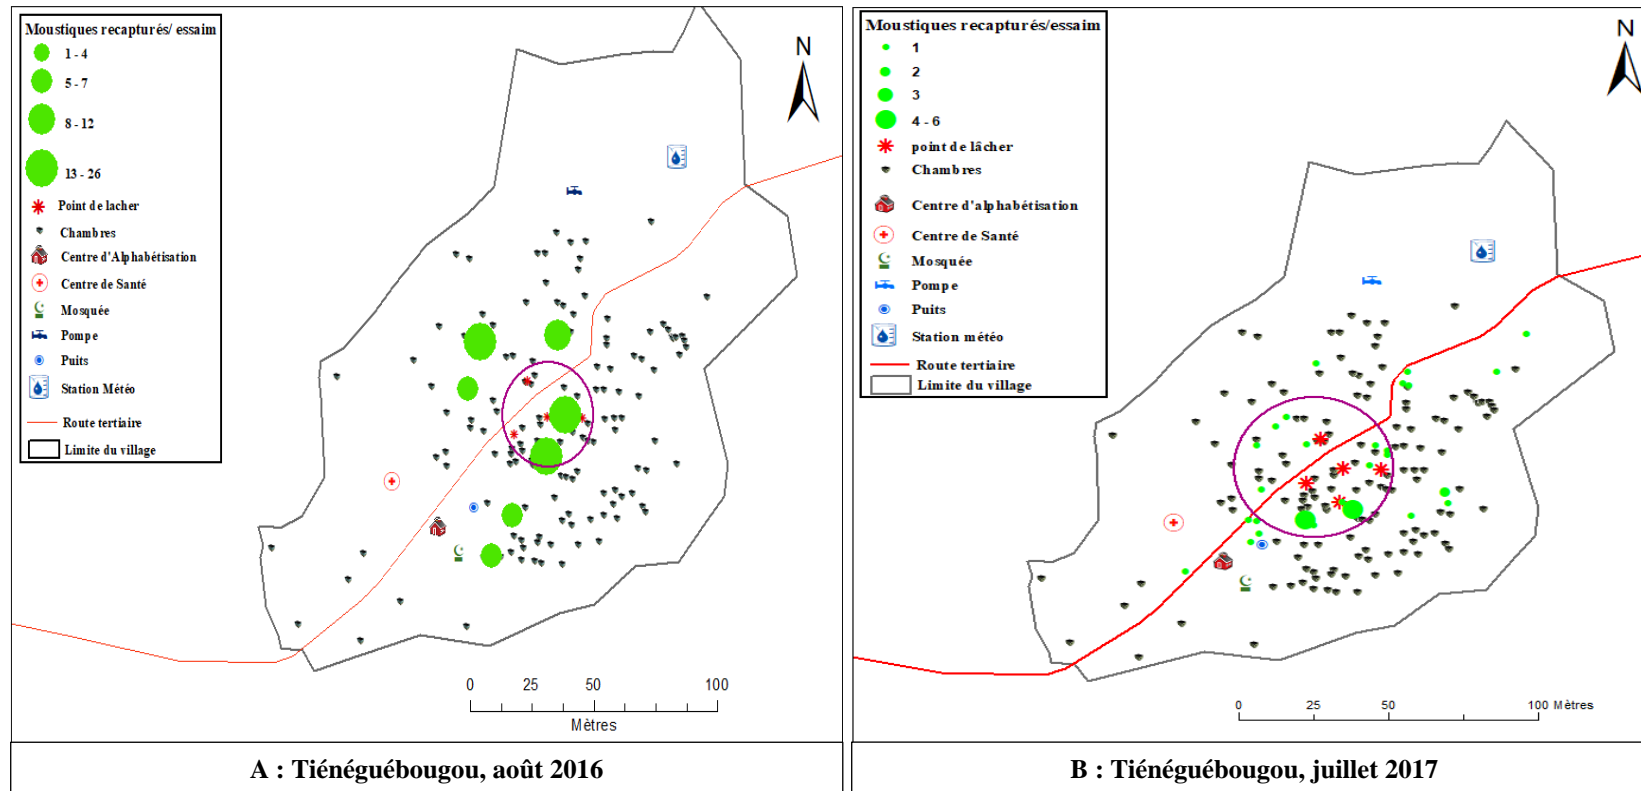 Moustiques recapturés/ essaim
1 - 4
5 - 7
8 - 12
13 - 26
Point de lacher
Chambres
Centre d'Alphabétisation
Centre de Santé
Mosquée
Pompe
Puits
Station Météo
Route tertiaire
Limite du village
N
0 25 50 100
Mètres
A : Tiénéguébougou, août 2016
Moustiques recapturés/essaim
1
2
3
4 - 6
point de lâcher
Chambres
Centre d'alphabétisation
Centre de Santé
Mosquée
Pompe
Puits
Station météo
Route tertiaire
Limite du village
N
0 25 50 100 Mètres
B : Tiénéguébougou, juillet 2017